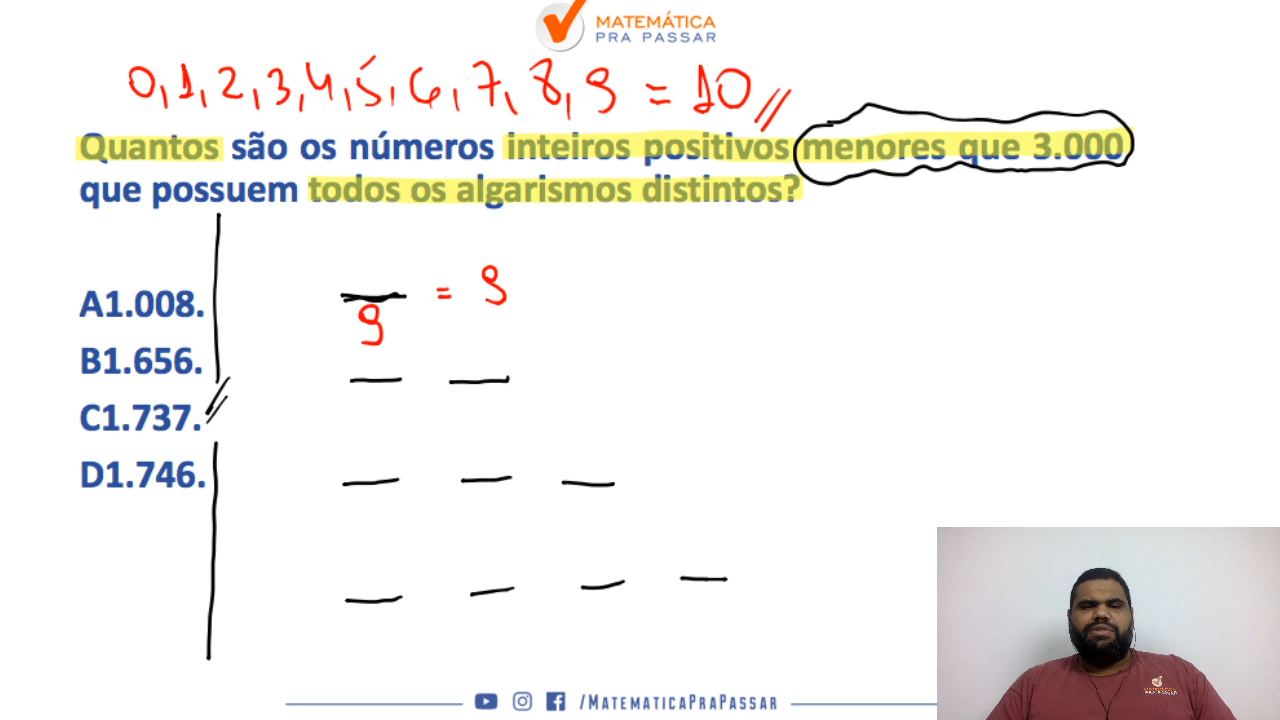 MATEMÁTICA
PRA PASSAR
0,1,2,3,4,5,6,7,8,9 = 10
Quantos são os números inteiros positivos menores que 3.000
que possuem todos os algarismos distintos?
A1.008.
B1.656.
C1.737.
D1.746.
= 9
9
/MATEMATICAPRAPASSAR